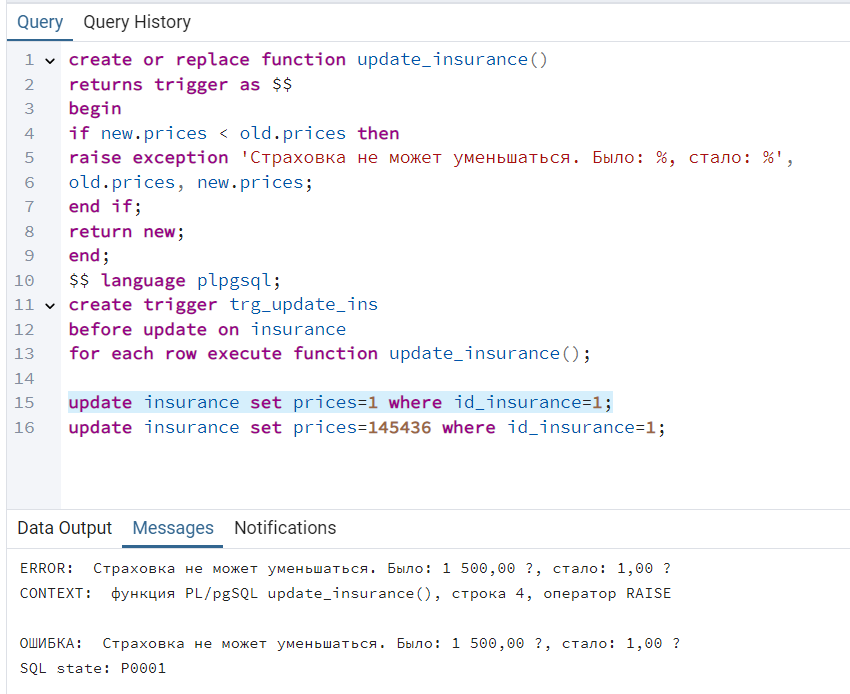 Query Query History
1 create or replace function update_insurance()
2 returns trigger as $$
3 begin
4 if new.prices < old.prices then
5 raise exception 'Страховка не может уменьшаться. Было: %, стало: %',
6 old.prices, new.prices;
7 end if;
8 return new;
9 end;
10 $$ language plpgsql;
11 create trigger trg_update_ins
12 before update on insurance
13 for each row execute function update_insurance();
14
15 update insurance set prices=1 where id_insurance=1;
16 update insurance set prices=145436 where id_insurance=1;
Data Output Messages Notifications
ERROR:  Страховка не может уменьшаться. Было: 1 500,00 ?, стало: 1,00 ?
CONTEXT:  функция PL/pgSQL update_insurance(), строка 4, оператор RAISE
ОШИБКА:  Страховка не может уменьшаться. Было: 1 500,00 ?, стало: 1,00 ?
SQL state: P0001